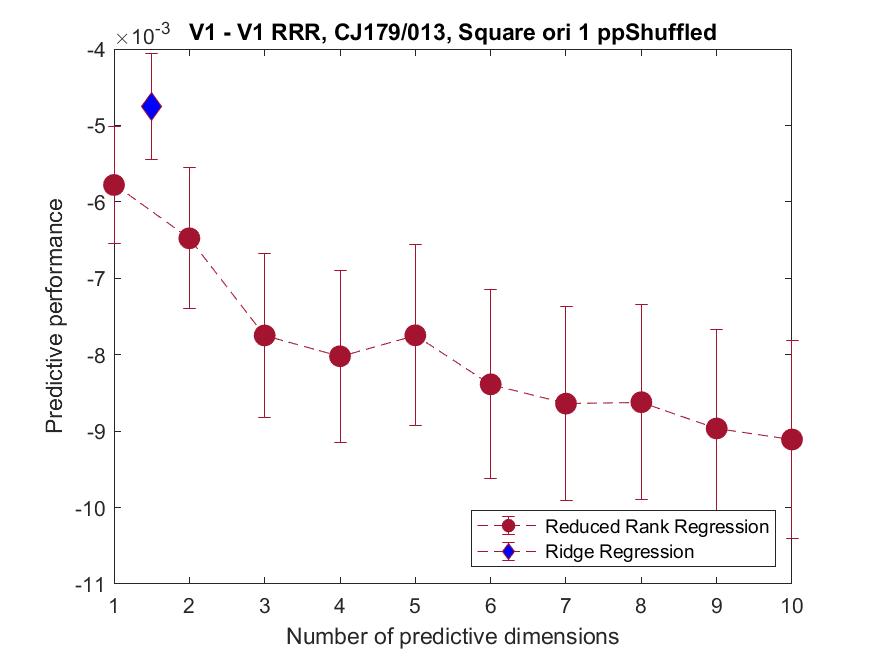 ×10⁻³
V1 - V1 RRR, CJ179/013, Square ori 1 ppShuffled
-4
-5
-6
-7
-8
-9
-10
-11
Predictive performance
1 2 3 4 5 6 7 8 9 10
Number of predictive dimensions
Reduced Rank Regression
Ridge Regression